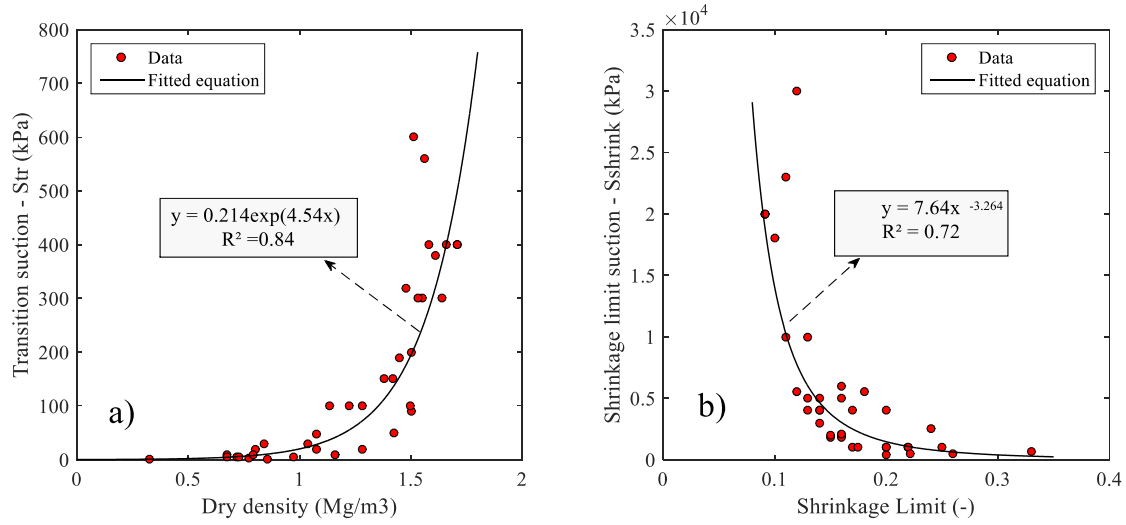 800
700
600
500
400
300
200
100
0
0
0.5
1
1.5
2
Transition suction - Str (kPa)
Dry density (Mg/m3)
Data
Fitted equation
y = 0.214exp(4.54x)
R² =0.84
a)
×10⁴
3.5
3
2.5
2
1.5
1
0.5
0
0
0.1
0.2
0.3
0.4
Shrinkage limit suction - Sshrink (kPa)
Shrinkage Limit (-)
Data
Fitted equation
y = 7.64x -3.264
R² = 0.72
b)